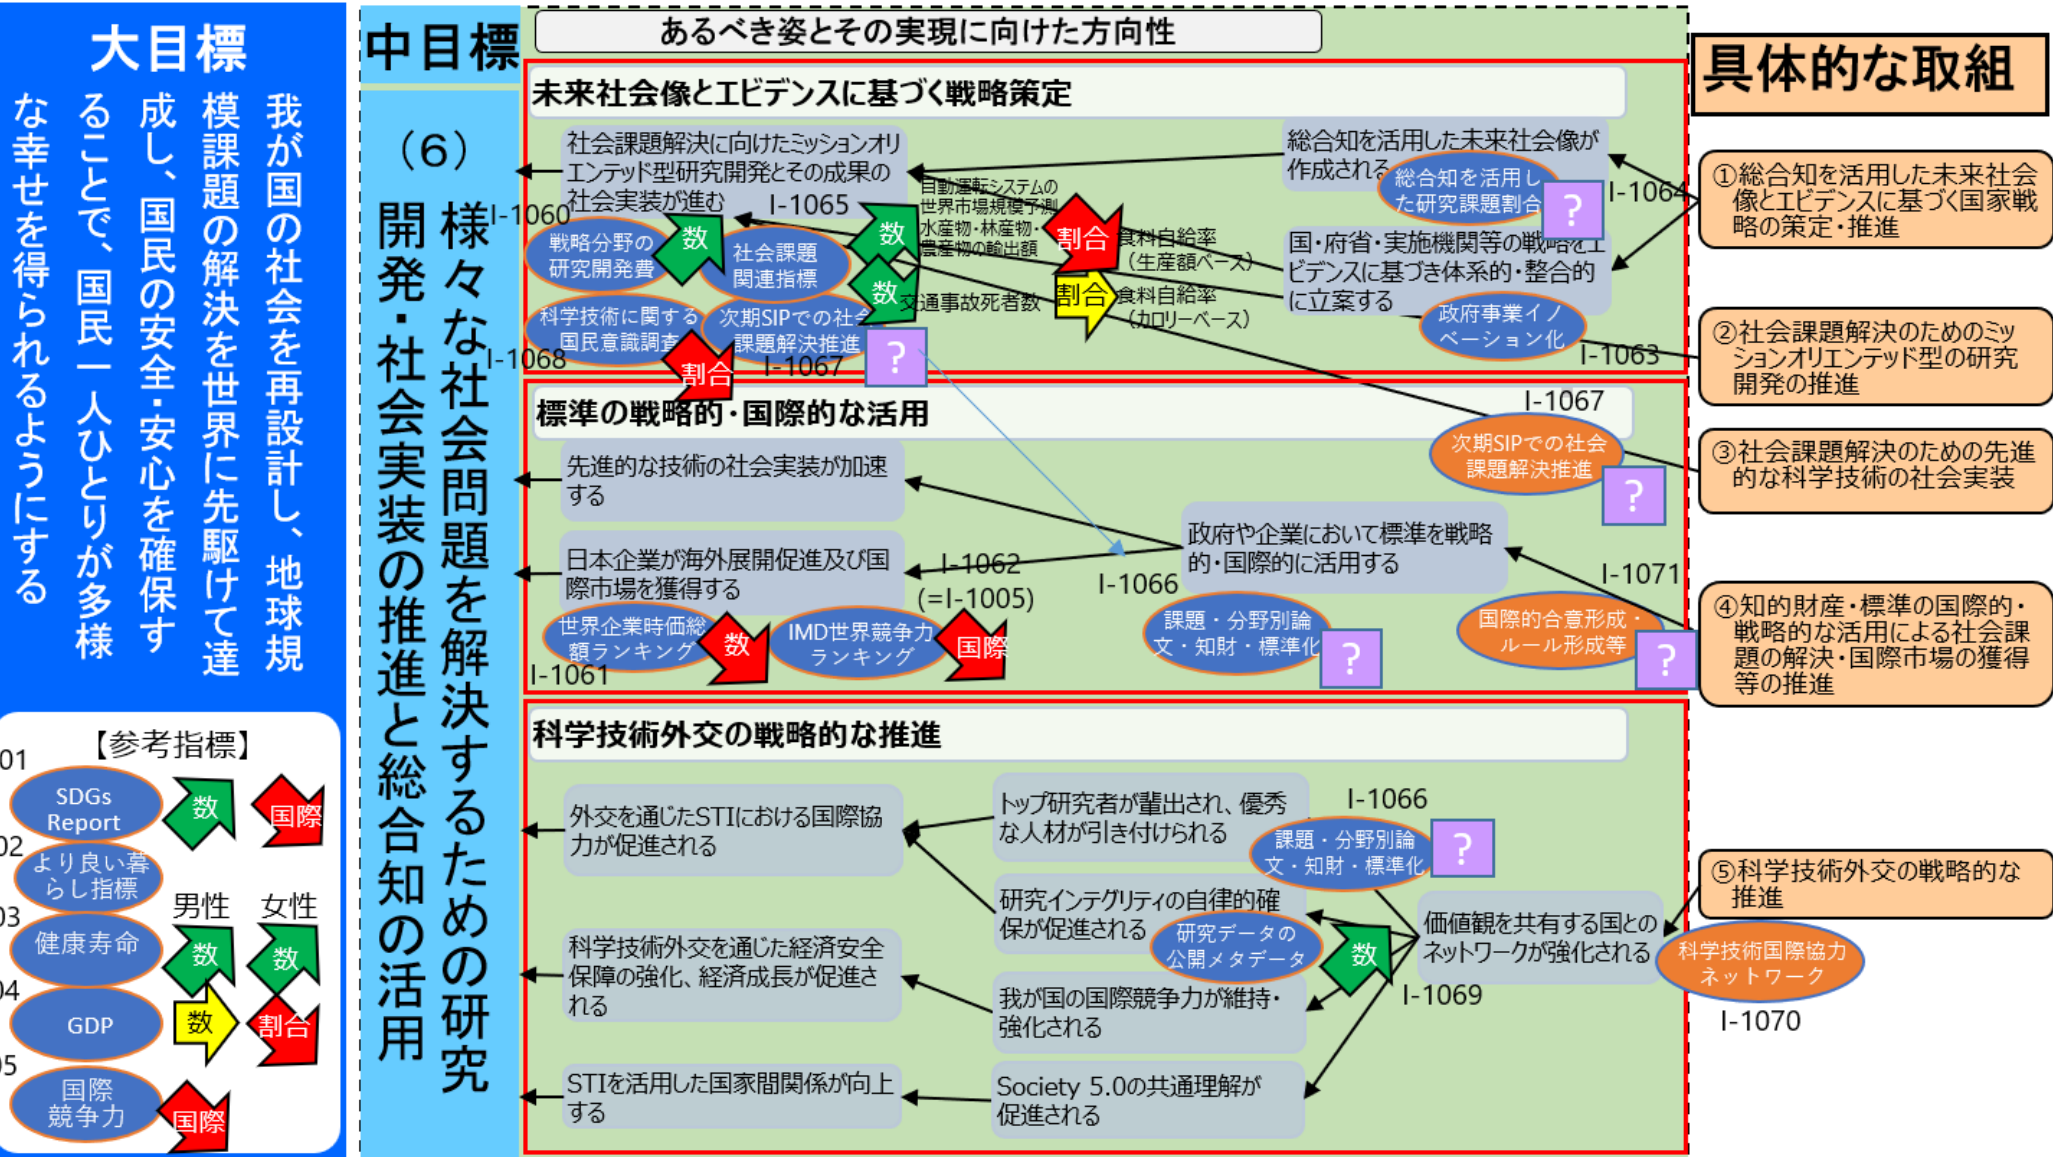 大目標
我が国の社会を再設計し、地球規
模課題の解決を世界に先駆けて達
成し、国民の安全・安心を確保す
ることで、国民一人ひとりが多様
な幸せを得られるようにする
【参考指標】
01
SDGs
Report
数
国際
02
より良い暮
らし指標
男性
女性
03
健康寿命
数
数
04
GDP
数
割合
05
国際
競争力
国際
中目標
（6）
様々な社会問題を解決するための研究
開発・社会実装の推進と総合知の活用
あるべき姿とその実現に向けた方向性
未来社会像とエビデンスに基づく戦略策定
社会課題解決に向けたミッションオリ
エンテッド型研究開発とその成果の
社会実装が進む
I-1060
戦略分野の
研究開発費
数
I-1065
社会課題
関連指標
数
自動運転システムの
世界市場規模予測
水産物・林産物・
農産物の輸出額
数
交通事故死者数
割合
食料自給率
（生産額ベース）
割合
食料自給率
（カロリーベース）
I-1068
科学技術に関する
国民意識調査
割合
次期SIPでの社会
課題解決推進
I-1067
?
総合知を活用した未来社会像が
作成される
総合知を活用し
た研究課題割合
?
I-1064
国・府省・実施機関等の戦略をエ
ビデンスに基づき体系的・整合的
に立案する
政府事業イノ
ベーション化
I-1063
標準の戦略的・国際的な活用
I-1067
次期SIPでの社会
課題解決推進
?
先進的な技術の社会実装が加速
する
日本企業が海外展開促進及び国
際市場を獲得する
世界企業時価総
額ランキング
I-1061
数
I-1062
(=I-1005)
IMD世界競争力
ランキング
国際
政府や企業において標準を戦略
的・国際的に活用する
I-1066
課題・分野別論
文・知財・標準化
?
I-1071
国際的合意形成・
ルール形成等
?
科学技術外交の戦略的な推進
外交を通じたSTIにおける国際協
力が促進される
科学技術外交を通じた経済安全
保障の強化、経済成長が促進さ
れる
STIを活用した国家間関係が向上
する
トップ研究者が輩出され、優秀
な人材が引き付けられる
I-1066
課題・分野別論
文・知財・標準化
?
研究インテグリティの自律的確
保が促進される
研究データの
公開メタデータ
数
I-1069
我が国の国際競争力が維持・
強化される
Society 5.0の共通理解が
促進される
価値観を共有する国との
ネットワークが強化される
具体的な取組
①総合知を活用した未来社会
像とエビデンスに基づく国家戦
略の策定・推進
②社会課題解決のためのミッ
ションオリエンテッド型の研究
開発の推進
③社会課題解決のための先進
的な科学技術の社会実装
④知的財産・標準の国際的・
戦略的な活用による社会課
題の解決・国際市場の獲得
等の推進
⑤科学技術外交の戦略的な
推進
科学技術国際協力
ネットワーク
I-1070